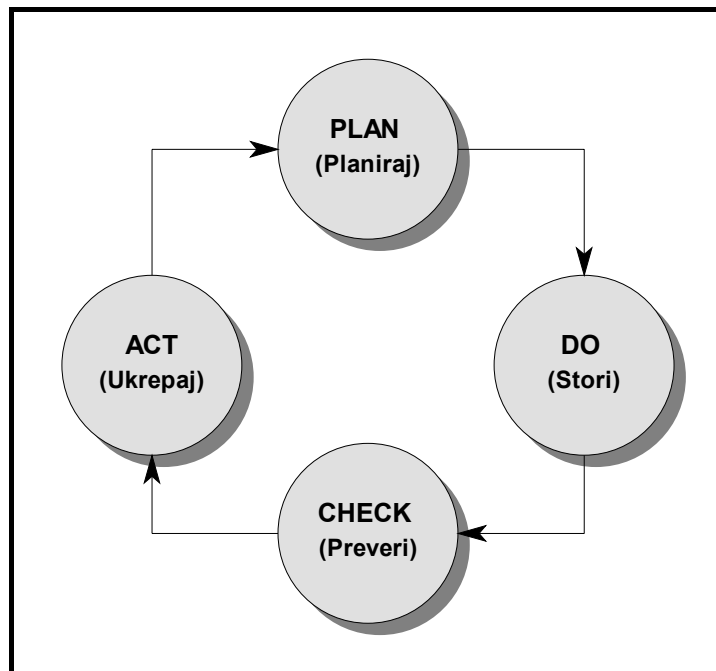 PLAN
(Planiraj)
ACT
(Ukrepaj)
DO
(Stori)
CHECK
(Preveri)